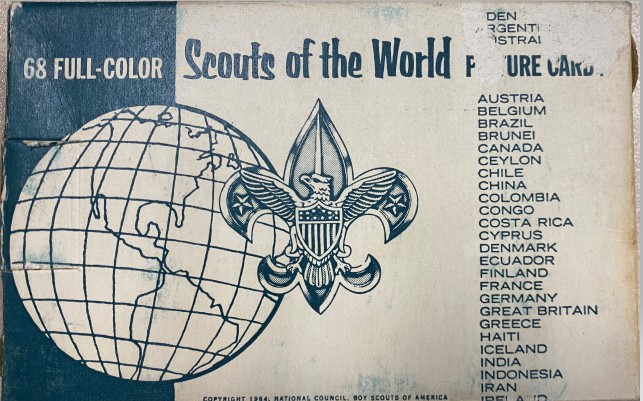 68 FULL-COLOR Scouts of the World
AUSTRIA
BELGIUM
BRAZIL
BRUNEI
CANADA
CEYLON
CHILE
CHINA
COLOMBIA
CONGO
COSTA RICA
CYPRUS
DENMARK
ECUADOR
FINLAND
FRANCE
GERMANY
GREAT BRITAIN
GREECE
HAITI
ICELAND
INDIA
INDONESIA
IRAN
COPYRIGHT 1964, NATIONAL COUNCIL, BOY SCOUTS OF AMERICA